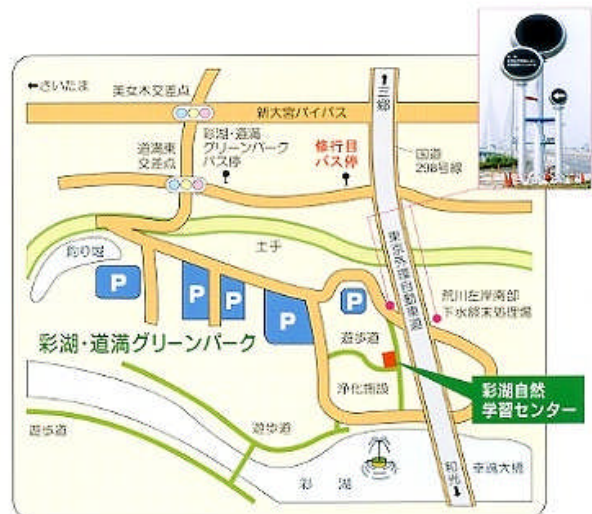 ←さいたま
美女木交差点
新大宮バイパス
↑三郷
道満東
交差点
彩湖・道満
グリーンパーク
バス停
修行目
バス停
国道
298号線
釣り堀
土手
東京外環自動車道
P
P
P
P
P
荒川左岸南部
下水終末処理場
彩湖・道満グリーンパーク
遊歩道
浄化施設
彩湖自然
学習センター
遊歩道
遊歩道
彩 湖
和光↓
幸魂大橋